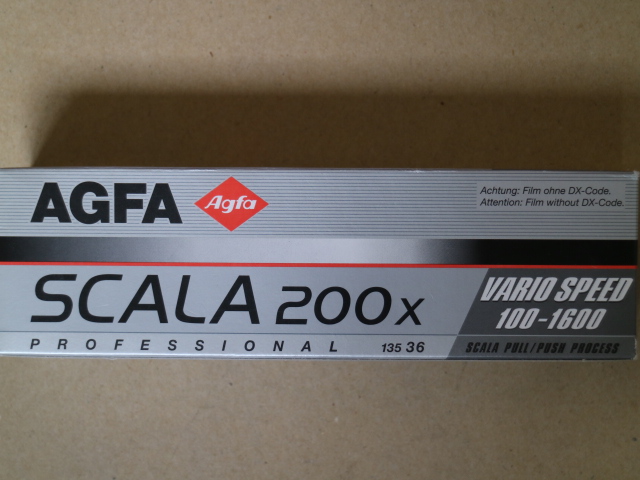 AGFA Agfa
Achtung: Film ohne DX-Code.
Attention: Film without DX-Code.
SCALA 200x
PROFESSIONAL 135 36
VARIO SPEED
100-1600
SCALA PULL/PUSH PROCESS